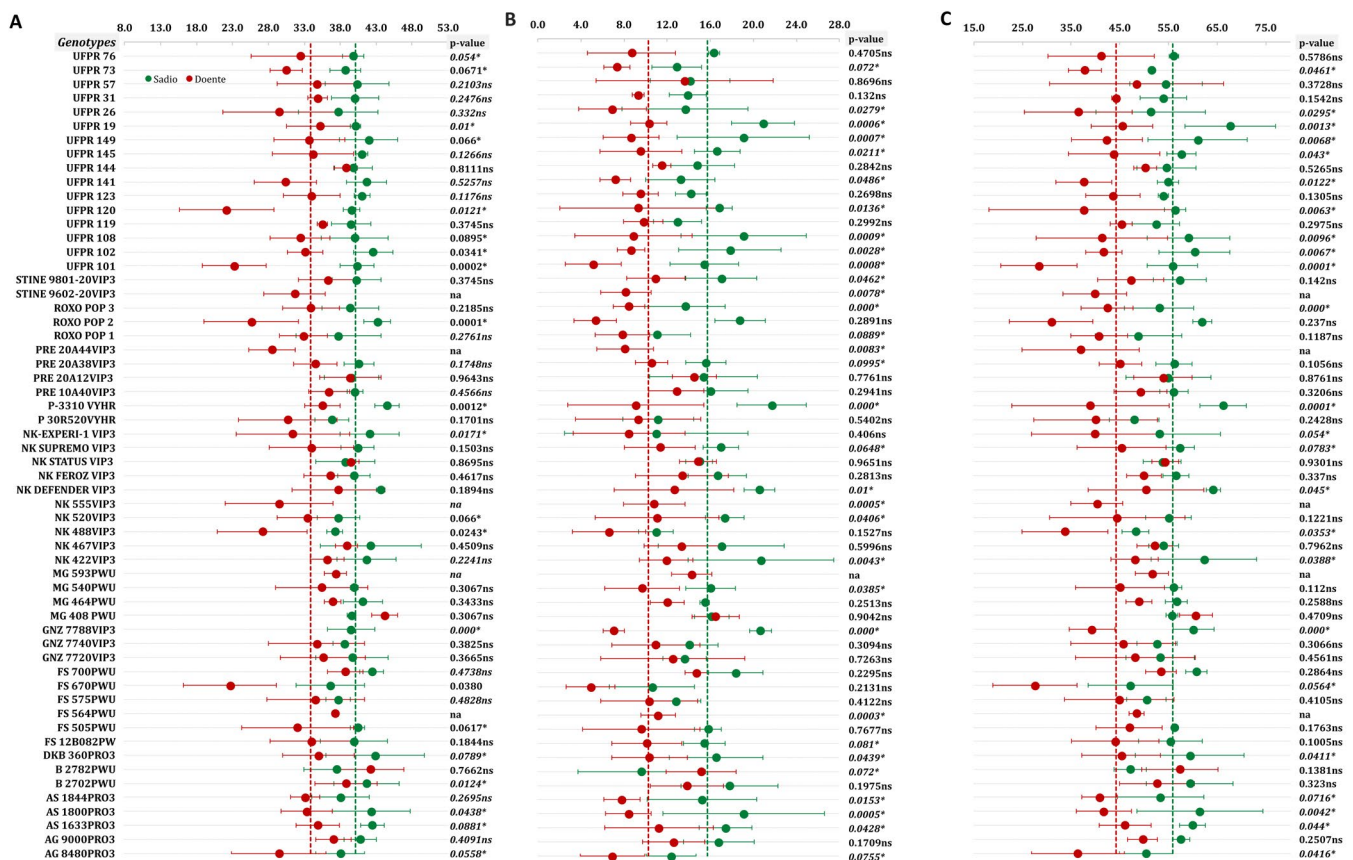 A B C
8.0 13.0 18.0 23.0 28.0 33.0 38.0 43.0 48.0
0.0 4.0 8.0 12.0 16.0 20.0 24.0 28.0
15.0 25.0 35.0 45.0 55.0 65.0 75.0
Genotypes p-value p-value p-value
Sadio Doente
UFPR 76 0.054* 0.4705ns 0.5786ns
UFPR 73 0.0671* 0.072* 0.0461*
UFPR 57 0.2103ns 0.8696ns 0.3728ns
UFPR 31 0.2476ns 0.132ns 0.1542ns
UFPR 26 0.332ns 0.0279* 0.0295*
UFPR 19 0.01* 0.0006* 0.0013*
UFPR 149 0.066* 0.0007* 0.0068*
UFPR 145 0.1266ns 0.0211* 0.043*
UFPR 144 0.8111ns 0.2842ns 0.5265ns
UFPR 141 0.5257ns 0.0486* 0.0122*
UFPR 123 0.1176ns 0.2698ns 0.1305ns
UFPR 120 0.0121* 0.0136* 0.0063*
UFPR 119 0.3745ns 0.2992ns 0.2975ns
UFPR 108 0.0895* 0.0009* 0.0096*
UFPR 102 0.0341* 0.0028* 0.0067*
UFPR 101 0.0002* 0.0008* 0.0001*
STINE 9801-20VIP3 0.3745ns 0.0462* 0.142ns
STINE 9602-20VIP3 na 0.0078* na
ROXO POP 3 0.2185ns 0.000* 0.000*
ROXO POP 2 0.0001* 0.2891ns 0.237ns
ROXO POP 1 0.2761ns 0.0889* 0.1187ns
PRE 20A44VIP3 na 0.0083* na
PRE 20A38VIP3 0.1748ns 0.0995* 0.1056ns
PRE 20A12VIP3 0.9643ns 0.7761ns 0.8761ns
PRE 10A40VIP3 0.4566ns 0.2941ns 0.3206ns
P-3310 VYHR 0.0012* 0.000* 0.0001*
P 30R520VYHR 0.1701ns 0.5402ns 0.2428ns
NK-EXPERI-1 VIP3 0.0171* 0.406ns 0.054*
NK SUPREMO VIP3 0.1503ns 0.0648* 0.0783*
NK STATUS VIP3 0.8695ns 0.9651ns 0.9301ns
NK FEROZ VIP3 0.4617ns 0.2813ns 0.337ns
NK DEFENDER VIP3 0.1894ns 0.01* 0.045*
NK 555VIP3 na 0.0005* na
NK 520VIP3 0.066* 0.0406* 0.1221ns
NK 488VIP3 0.0243* 0.1527ns 0.0353*
NK 467VIP3 0.4509ns 0.5996ns 0.7962ns
NK 422VIP3 0.2241ns 0.0043* 0.0388*
MG 593PWU na na na
MG 540PWU 0.3067ns 0.0385* 0.112ns
MG 464PWU 0.3433ns 0.2513ns 0.2588ns
MG 408 PWU 0.3067ns 0.9042ns 0.4709ns
GNZ 7788VIP3 0.000* 0.000* 0.000*
GNZ 7740VIP3 0.3825ns 0.3094ns 0.3066ns
GNZ 7720VIP3 0.3665ns 0.7263ns 0.4561ns
FS 700PWU 0.4738ns 0.2295ns 0.2864ns
FS 670PWU 0.0380 0.2131ns 0.0564*
FS 575PWU 0.4828ns 0.4122ns 0.4105ns
FS 564PWU na 0.0003* na
FS 505PWU 0.0617* 0.7677ns 0.1763ns
FS 12B082PW 0.1844ns 0.081* 0.1005ns
DKB 360PRO3 0.0789* 0.0439* 0.0411*
B 2782PWU 0.7662ns 0.072* 0.1381ns
B 2702PWU 0.0124* 0.1975ns 0.323ns
AS 1844PRO3 0.2695ns 0.0153* 0.0716*
AS 1800PRO3 0.0438* 0.0005* 0.0042*
AS 1633PRO3 0.0881* 0.0428* 0.044*
AG 9000PRO3 0.4091ns 0.1709ns 0.2507ns
AG 8480PRO3 0.0558* 0.0755* 0.0416*